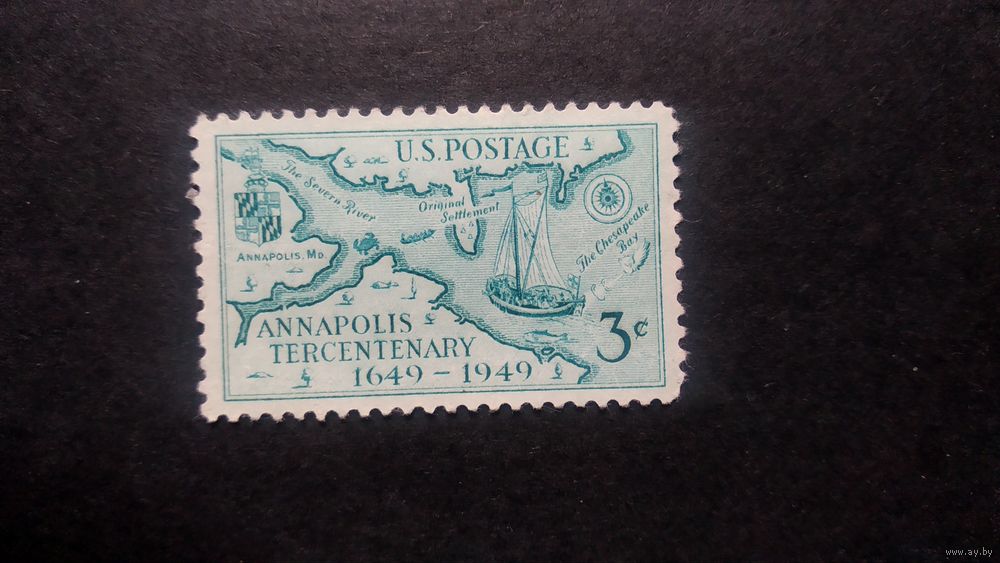 U.S. POSTAGE
The Severn River
Original
Settlement
The Chesapeake
Bay
ANNAPOLIS, MD.
ANNAPOLIS
TERCENTENARY
1649 - 1949
3¢
www.ay.by